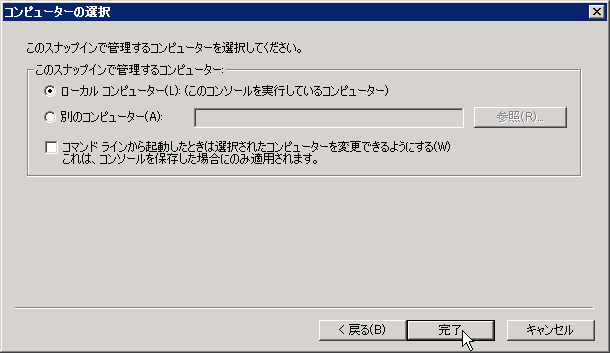 コンピューターの選択
このスナップインで管理するコンピューターを選択してください。
このスナップインで管理するコンピューター:
ローカル コンピューター(L): (このコンソールを実行しているコンピューター)
別のコンピューター(A):
参照(R)...
コマンド ラインから起動したときは選択されたコンピューターを変更できるようにする(W)
これは、コンソールを保存した場合にのみ適用されます。
< 戻る(B)
完了
キャンセル